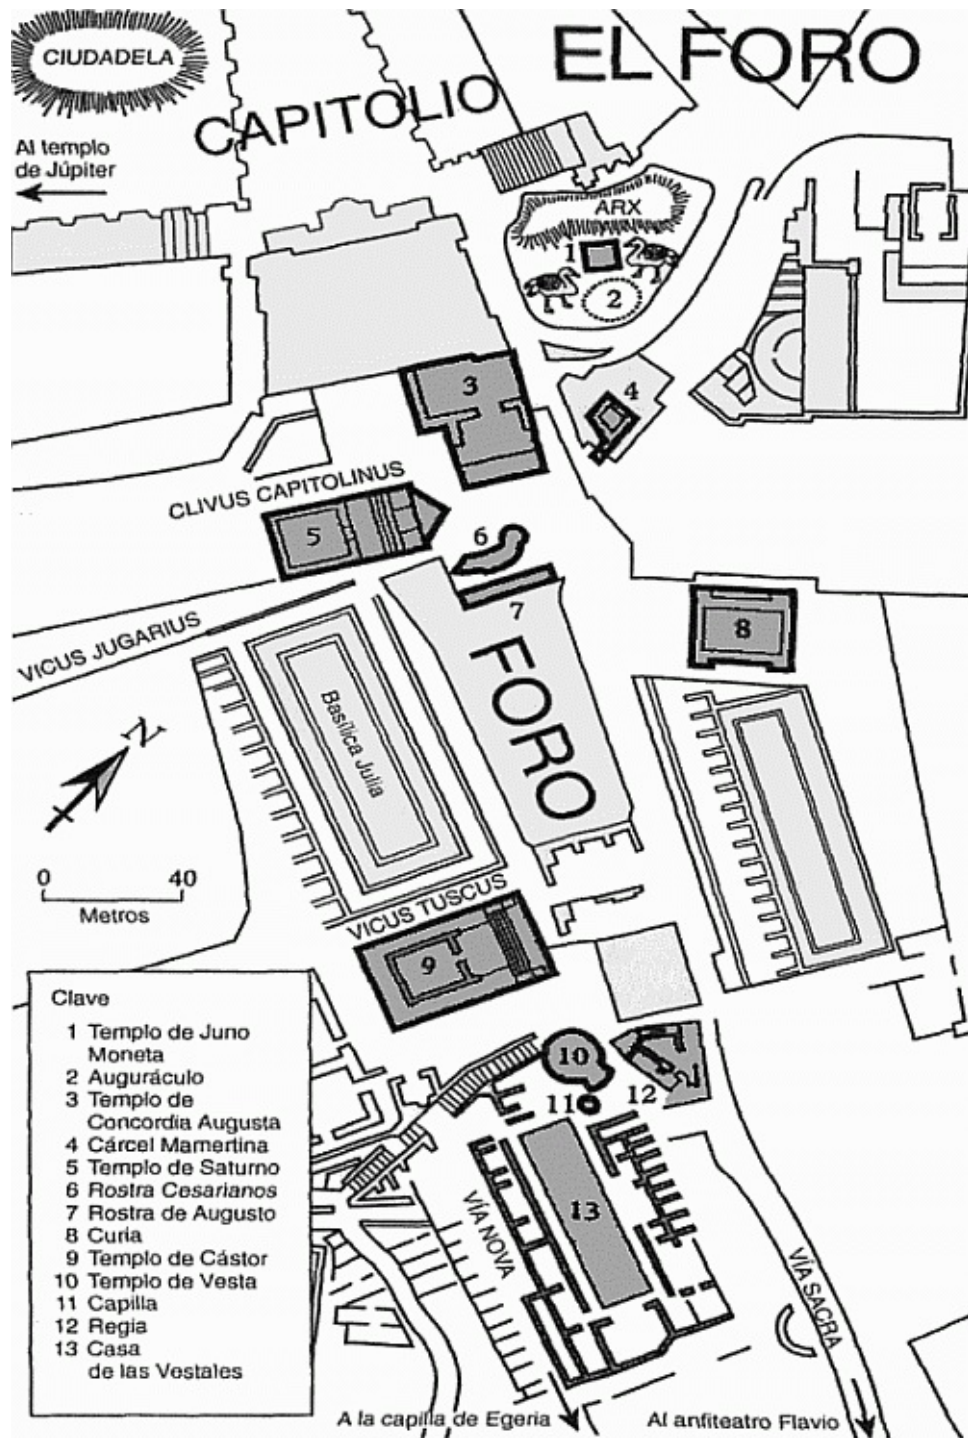 EL FORO
CIUDADELA
CAPITOLIO
Al templo
de Júpiter
ARX
1
2
3
4
CLIVUS CAPITOLINUS
5
6
7
8
VICUS JUGARIUS
FORO
Basílica Julia
N
0 40
Metros
VICUS TUSCUS
9
10
11
12
13
VÍA NOVA
VÍA SACRA
Clave
1 Templo de Juno
Moneta
2 Auguráculo
3 Templo de
Concordia Augusta
4 Cárcel Mamertina
5 Templo de Saturno
6 Rostra Cesarianos
7 Rostra de Augusto
8 Curia
9 Templo de Cástor
10 Templo de Vesta
11 Capilla
12 Regia
13 Casa
de las Vestales
A la capilla de Egeria
Al anfiteatro Flavio